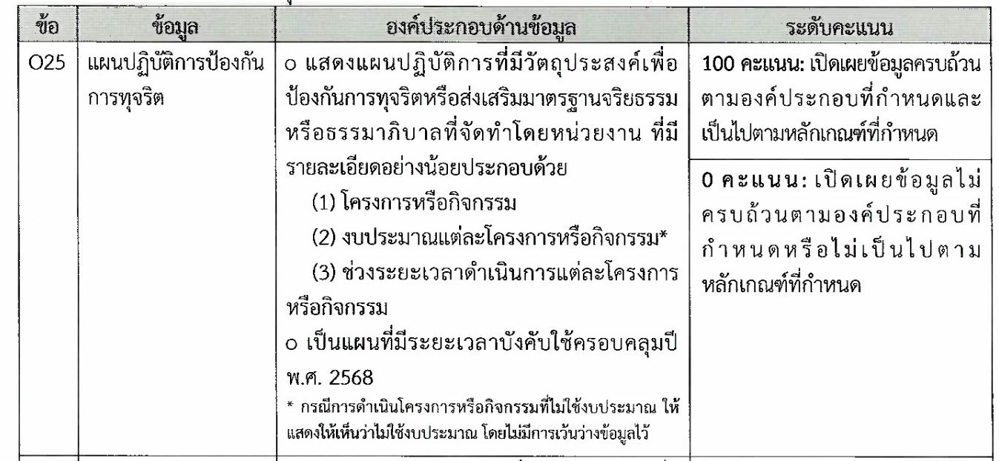 ข้อ ข้อมูล องค์ประกอบด้านข้อมูล ระดับคะแนน
O25
แผนปฏิบัติการป้องกัน
การทุจริต
o แสดงแผนปฏิบัติการที่มีวัตถุประสงค์เพื่อ
ป้องกันการทุจริตหรือส่งเสริมมาตรฐานจริยธรรม
หรือธรรมาภิบาลที่จัดทำโดยหน่วยงาน ที่มี
รายละเอียดอย่างน้อยประกอบด้วย
(1) โครงการหรือกิจกรรม
(2) งบประมาณแต่ละโครงการหรือกิจกรรม*
(3) ช่วงระยะเวลาดำเนินการแต่ละโครงการ
หรือกิจกรรม
o เป็นแผนที่มีระยะเวลาบังคับใช้ครอบคลุมปี
พ.ศ. 2568
* กรณีการดำเนินโครงการหรือกิจกรรมที่ไม่ใช้งบประมาณ ให้
แสดงให้เห็นว่าไม่ใช้งบประมาณ โดยไม่มีการเว้นว่างข้อมูลไว้
100 คะแนน: เปิดเผยข้อมูลครบถ้วน
ตามองค์ประกอบที่กำหนดและ
เป็นไปตามหลักเกณฑ์ที่กำหนด
0 คะแนน: เปิดเผยข้อมูลไม่
ครบถ้วนตามองค์ประกอบที่
กำหนดหรือไม่เป็นไปตาม
หลักเกณฑ์ที่กำหนด